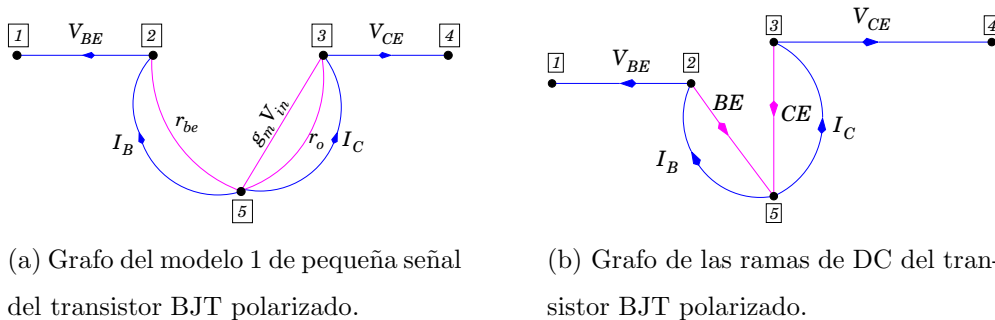 1 V_BE 2 3 V_CE 4
r_be g_m V_in r_o
I_B I_C
5
(a) Grafo del modelo 1 de pequeña señal
del transistor BJT polarizado.
3 V_CE 4
1 V_BE 2
BE CE
I_B I_C
5
(b) Grafo de las ramas de DC del tran-
sistor BJT polarizado.